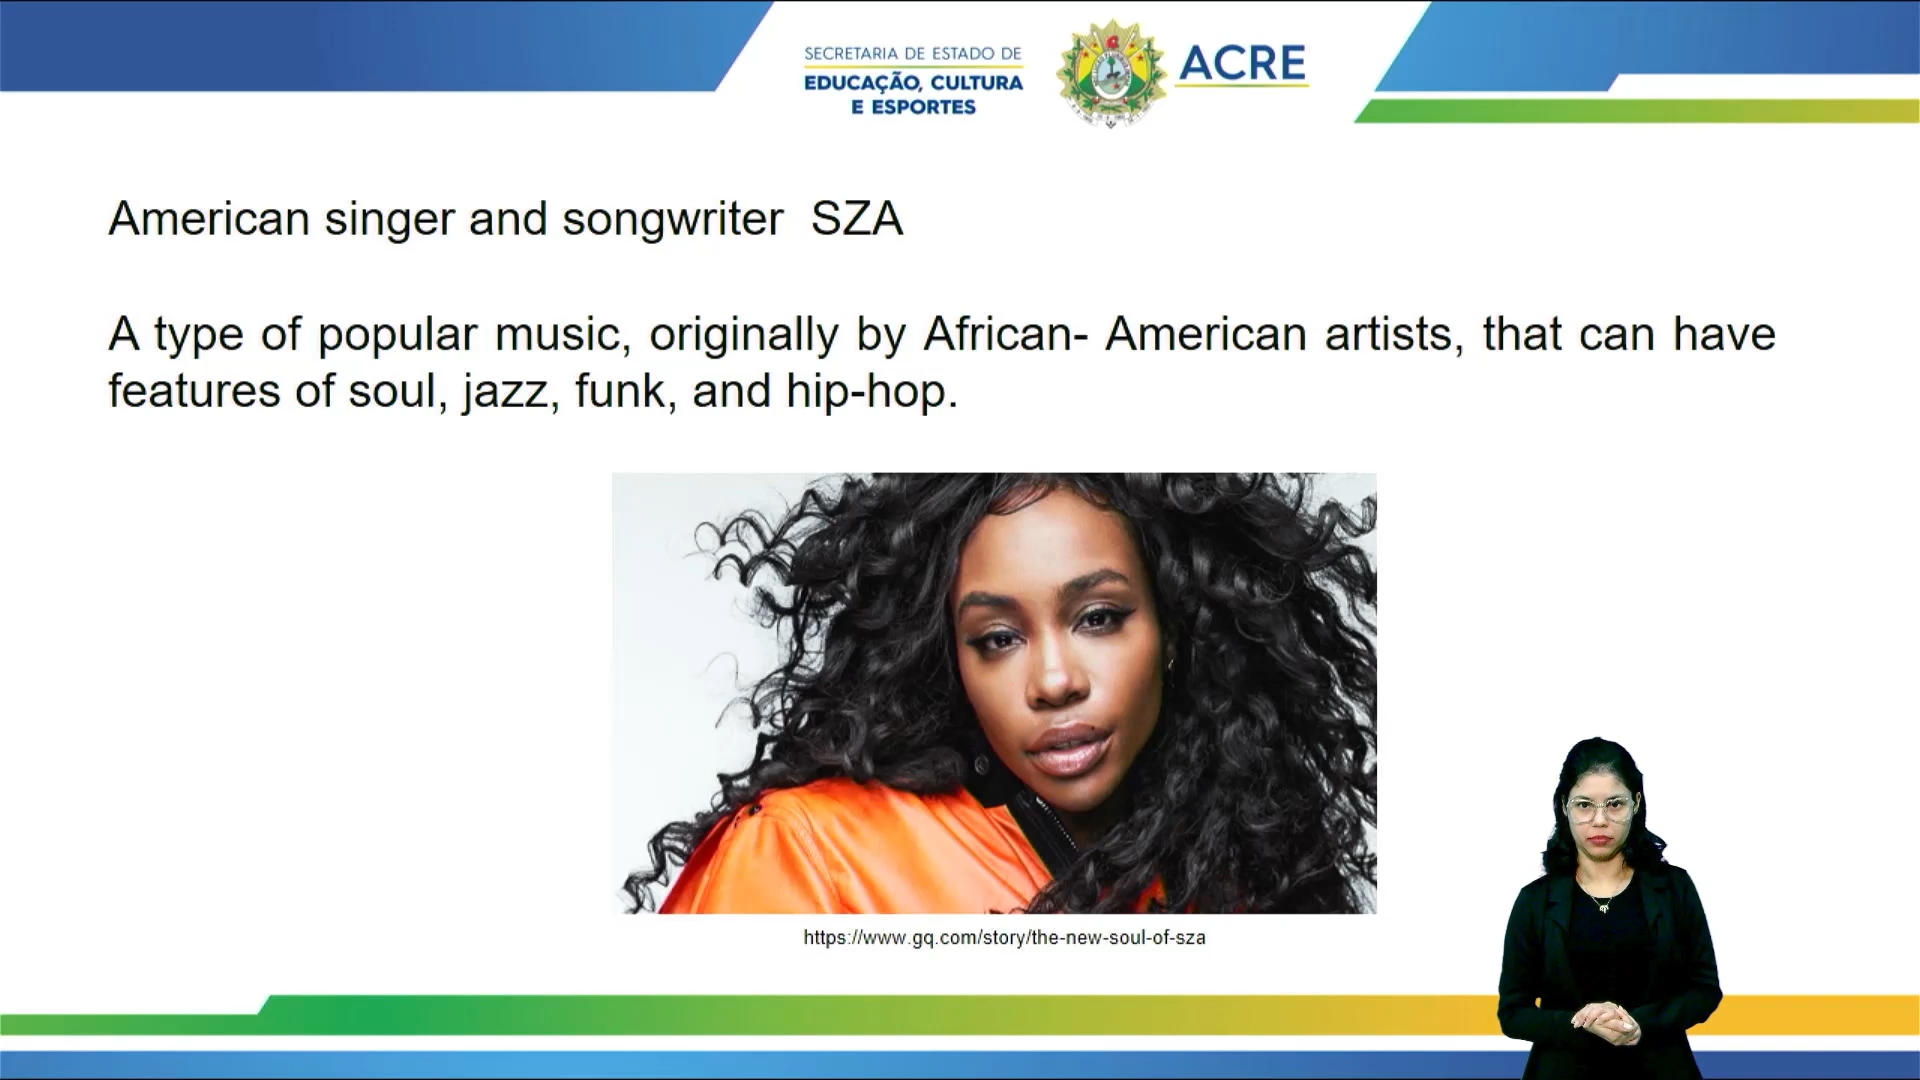 SECRETARIA DE ESTADO DE
EDUCAÇÃO, CULTURA
E ESPORTES
ACRE
American singer and songwriter  SZA
A type of popular music, originally by African- American artists, that can have
features of soul, jazz, funk, and hip-hop.
https://www.gq.com/story/the-new-soul-of-sza